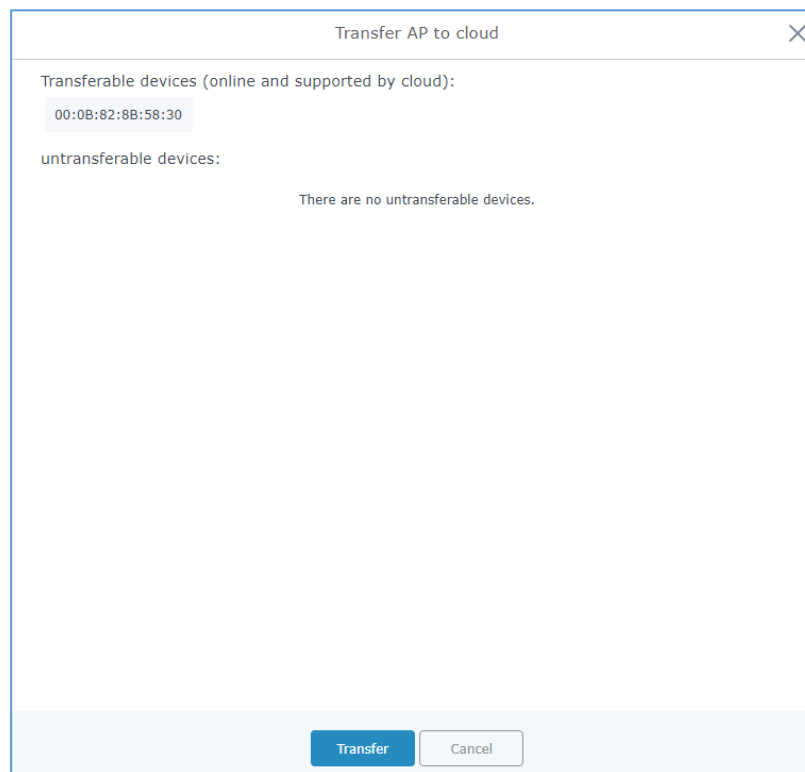 Transfer AP to cloud
Transferable devices (online and supported by cloud):
00:0B:82:8B:58:30
untransferable devices:
There are no untransferable devices.
Transfer Cancel